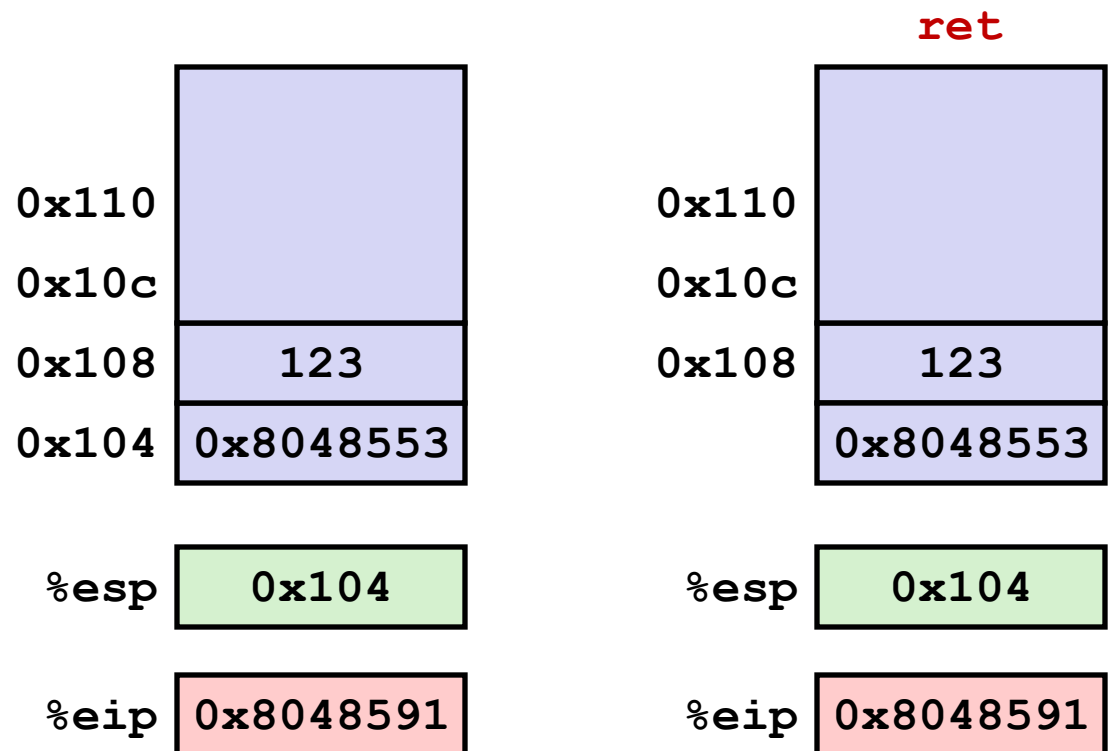 ret
0x110 0x110
0x10c 0x10c
0x108 123 0x108 123
0x104 0x8048553 0x8048553
%esp 0x104 %esp 0x104
%eip 0x8048591 %eip 0x8048591